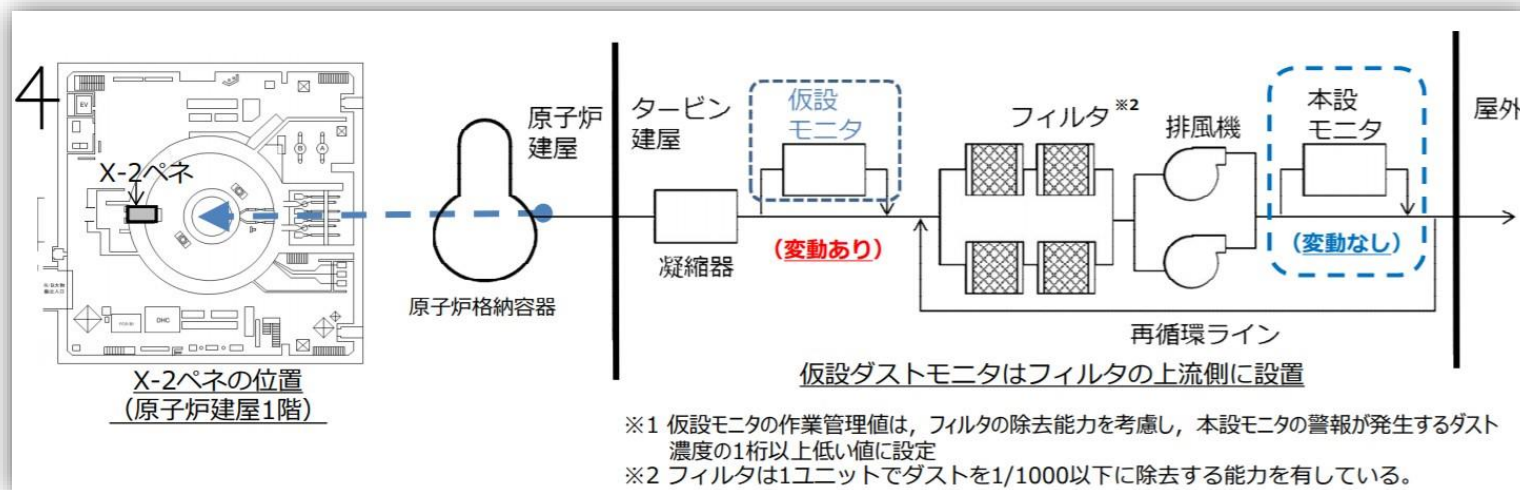 4
EV
X-2ペネ
DHC
X-2ペネの位置
（原子炉建屋1階）
原子炉
建屋
原子炉格納容器
タービン
建屋
凝縮器
仮設
モニタ
（変動あり）
フィルタ※2
排風機
本設
モニタ
（変動なし）
屋外
再循環ライン
仮設ダストモニタはフィルタの上流側に設置
※1 仮設モニタの作業管理値は，フィルタの除去能力を考慮し，本設モニタの警報が発生するダスト
濃度の1桁以上低い値に設定
※2 フィルタは1ユニットでダストを1/1000以下に除去する能力を有している。